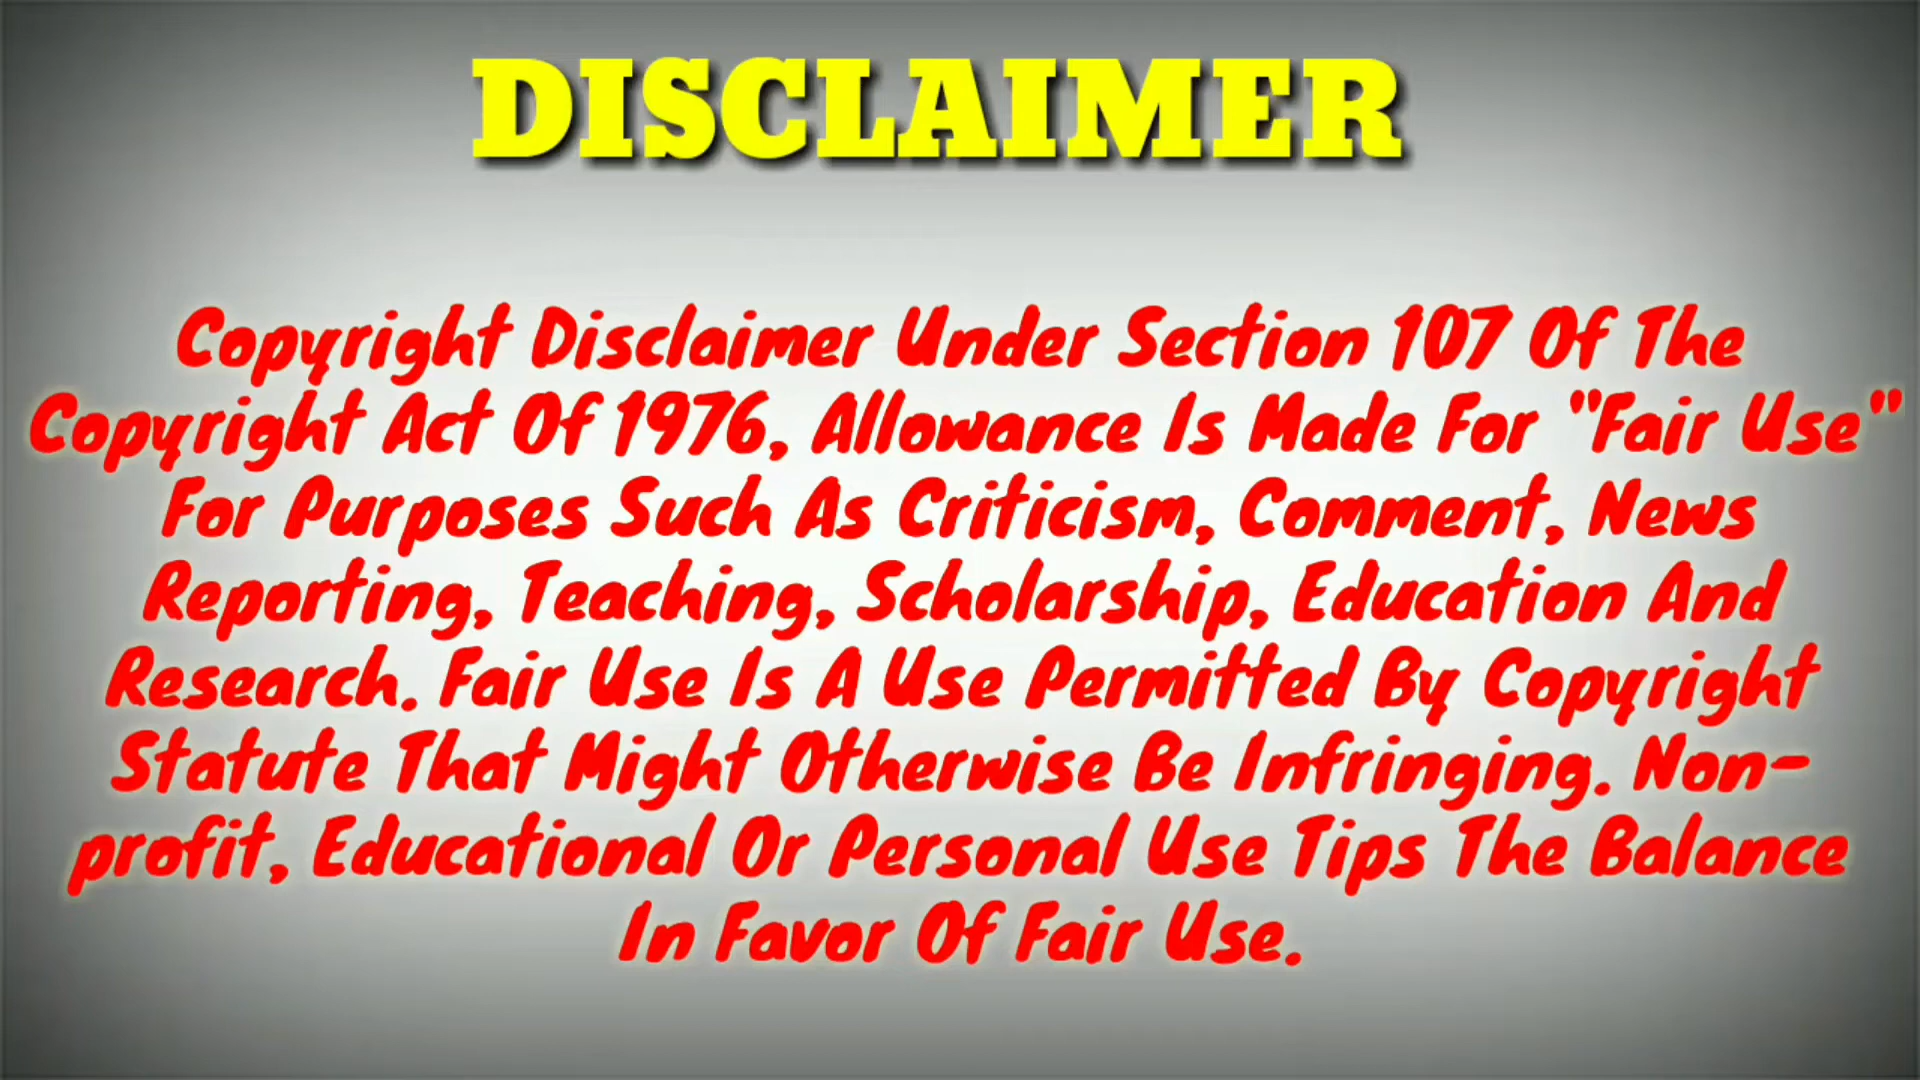 DISCLAIMER
Copyright Disclaimer Under Section 107 Of The
Copyright Act Of 1976, Allowance Is Made For "Fair Use"
For Purposes Such As Criticism, Comment, News
Reporting, Teaching, Scholarship, Education And
Research. Fair Use Is A Use Permitted By Copyright
Statute That Might Otherwise Be Infringing. Non-
profit, Educational Or Personal Use Tips The Balance
In Favor Of Fair Use.